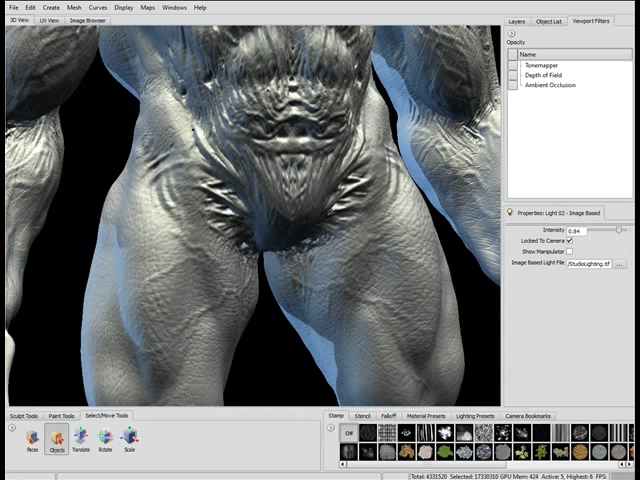 File Edit Create Mesh Curves Display Maps Windows Help
3D View UV View Image Browser
Layers Object List Viewport Filters
Opacity
Name
Tonemapper
Depth of Field
Ambient Occlusion
Properties: Light 02 - Image Based
Intensity 0.84
Locked To Camera
Show Manipulator
Image Based Light File /StudioLighting.tif ...
Sculpt Tools Paint Tools Select/Move Tools
Faces Objects Translate Rotate Scale
Stamp Stencil Falloff Material Presets Lighting Presets Camera Bookmarks
Off
Total: 4331520 Selected: 17330310 GPU Mem: 424 Active: 5, Highest: 6 FPS: